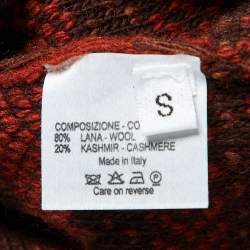 S
COMPOSIZIONE - CO
80% LANA - WOOL
20% KASHMIR - CASHMERE
Made in Italy
Care on reverse